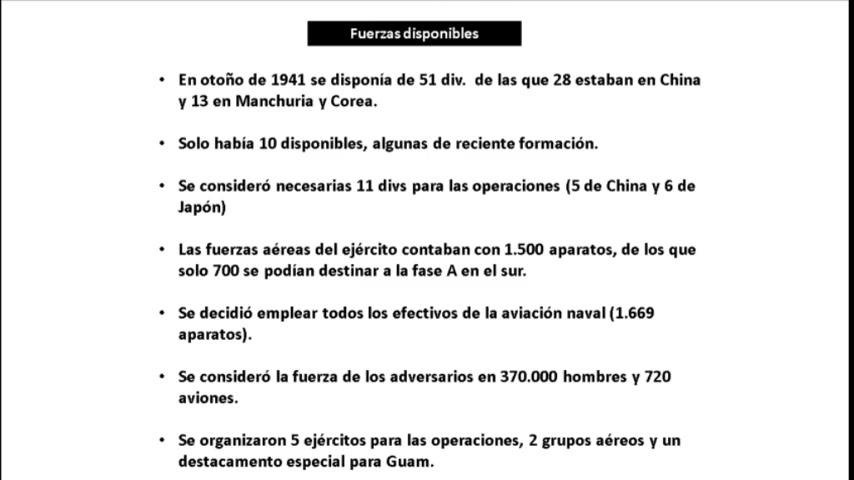 Fuerzas disponibles
• En otoño de 1941 se disponía de 51 div. de las que 28 estaban en China
y 13 en Manchuria y Corea.
• Solo había 10 disponibles, algunas de reciente formación.
• Se consideró necesarias 11 divs para las operaciones (5 de China y 6 de
Japón)
• Las fuerzas aéreas del ejército contaban con 1.500 aparatos, de los que
solo 700 se podían destinar a la fase A en el sur.
• Se decidió emplear todos los efectivos de la aviación naval (1.669
aparatos).
• Se consideró la fuerza de los adversarios en 370.000 hombres y 720
aviones.
• Se organizaron 5 ejércitos para las operaciones, 2 grupos aéreos y un
destacamento especial para Guam.